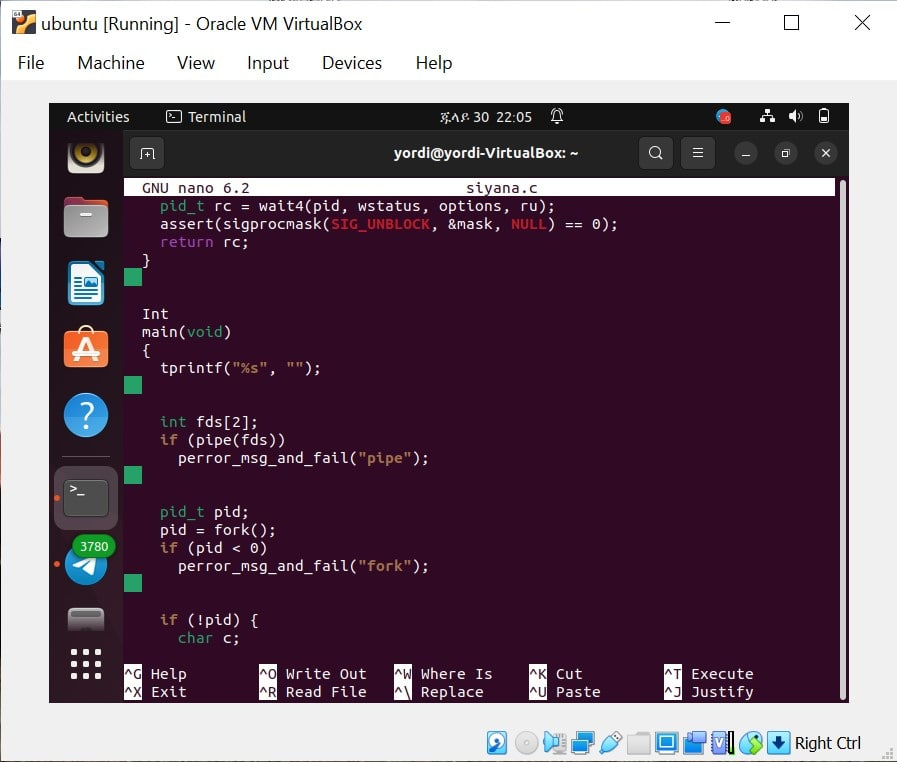 ubuntu [Running] - Oracle VM VirtualBox
File Machine View Input Devices Help
Activities Terminal ጁላይ 30 22:05
yordi@yordi-VirtualBox: ~
GNU nano 6.2 siyana.c
pid_t rc = wait4(pid, wstatus, options, ru);
assert(sigprocmask(SIG_UNBLOCK, &mask, NULL) == 0);
return rc;
}
Int
main(void)
{
tprintf("%s", "");
int fds[2];
if (pipe(fds))
perror_msg_and_fail("pipe");
pid_t pid;
pid = fork();
if (pid < 0)
perror_msg_and_fail("fork");
3780
if (!pid) {
char c;
^G Help ^O Write Out ^W Where Is ^K Cut ^T Execute
^X Exit ^R Read File ^\ Replace ^U Paste ^J Justify
Right Ctrl